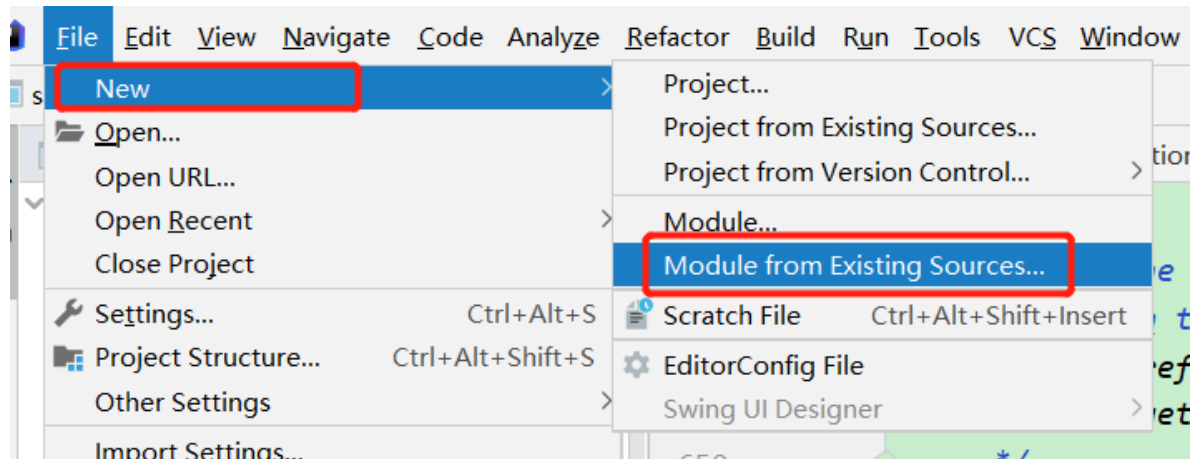 File Edit View Navigate Code Analyze Refactor Build Run Tools VCS Window
New
Open...
Open URL...
Open Recent
Close Project
Settings... Ctrl+Alt+S
Project Structure... Ctrl+Alt+Shift+S
Other Settings
Import Settings...
Project...
Project from Existing Sources...
Project from Version Control...
Module...
Module from Existing Sources...
Scratch File Ctrl+Alt+Shift+Insert
EditorConfig File
Swing UI Designer
*/